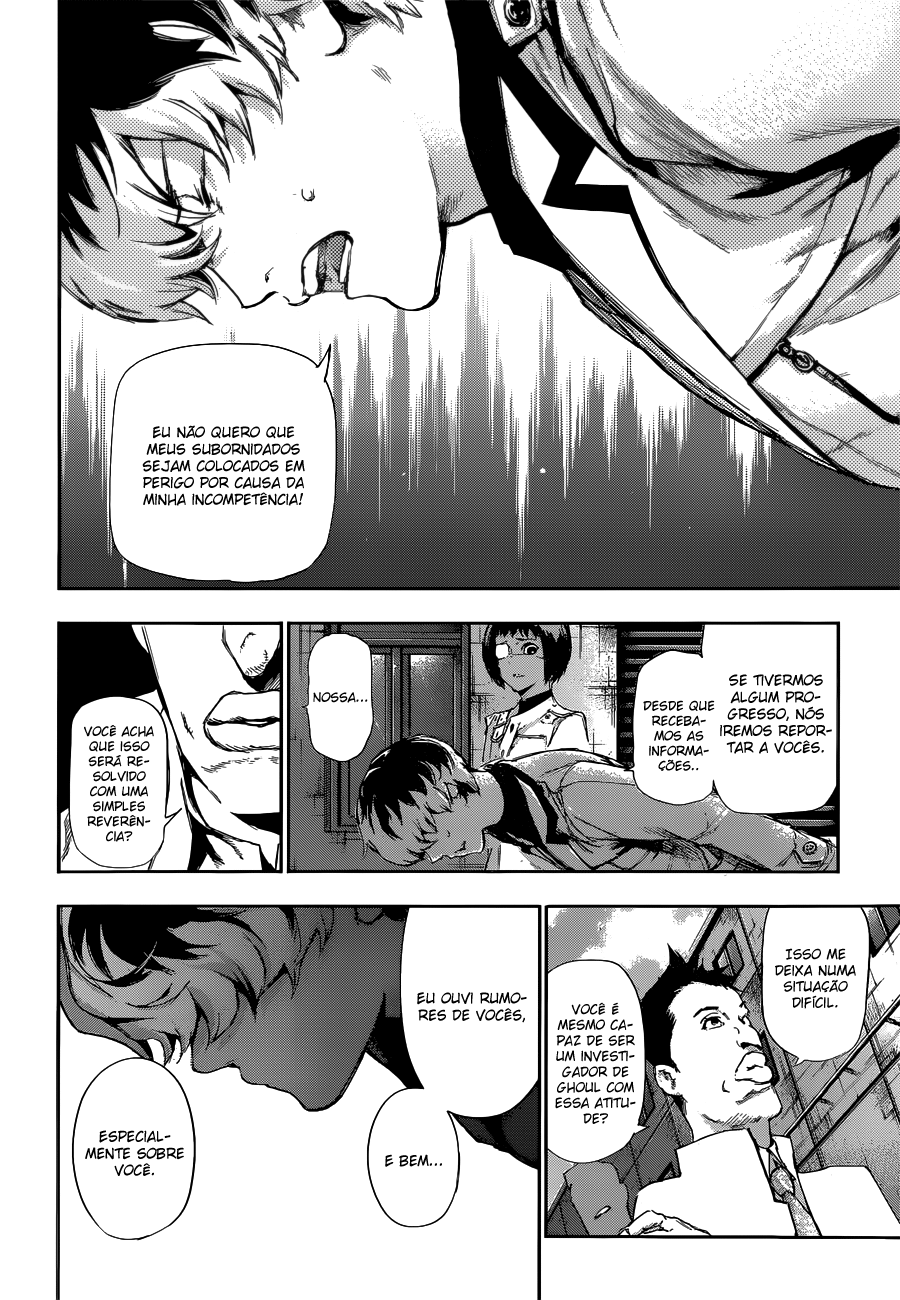 EU NÃO QUERO QUE
MEUS SUBORNIDADOS
SEJAM COLOCADOS EM
PERIGO POR CAUSA DA
MINHA INCOMPETÊNCIA!
SE TIVERMOS
ALGUM PRO-
GRESSO, NÓS
IREMOS REPOR-
TAR A VOCÊS.
DESDE QUE
RECEBA-
MOS AS
INFORMA-
ÇÕES..
NOSSA...
VOCÊ ACHA
QUE ISSO
SERÁ RE-
SOLVIDO
COM UMA
SIMPLES
REVERÊN-
CIA?
ISSO ME
DEIXA NUMA
SITUAÇÃO
DIFÍCIL.
VOCÊ É
MESMO CA-
PAZ DE SER
UM INVESTI-
GADOR DE
GHOUL COM
ESSA ATITU-
DE?
EU OUVI RUMO-
RES DE VOCÊS,
E BEM...
ESPECIAL-
MENTE SOBRE
VOCÊ.